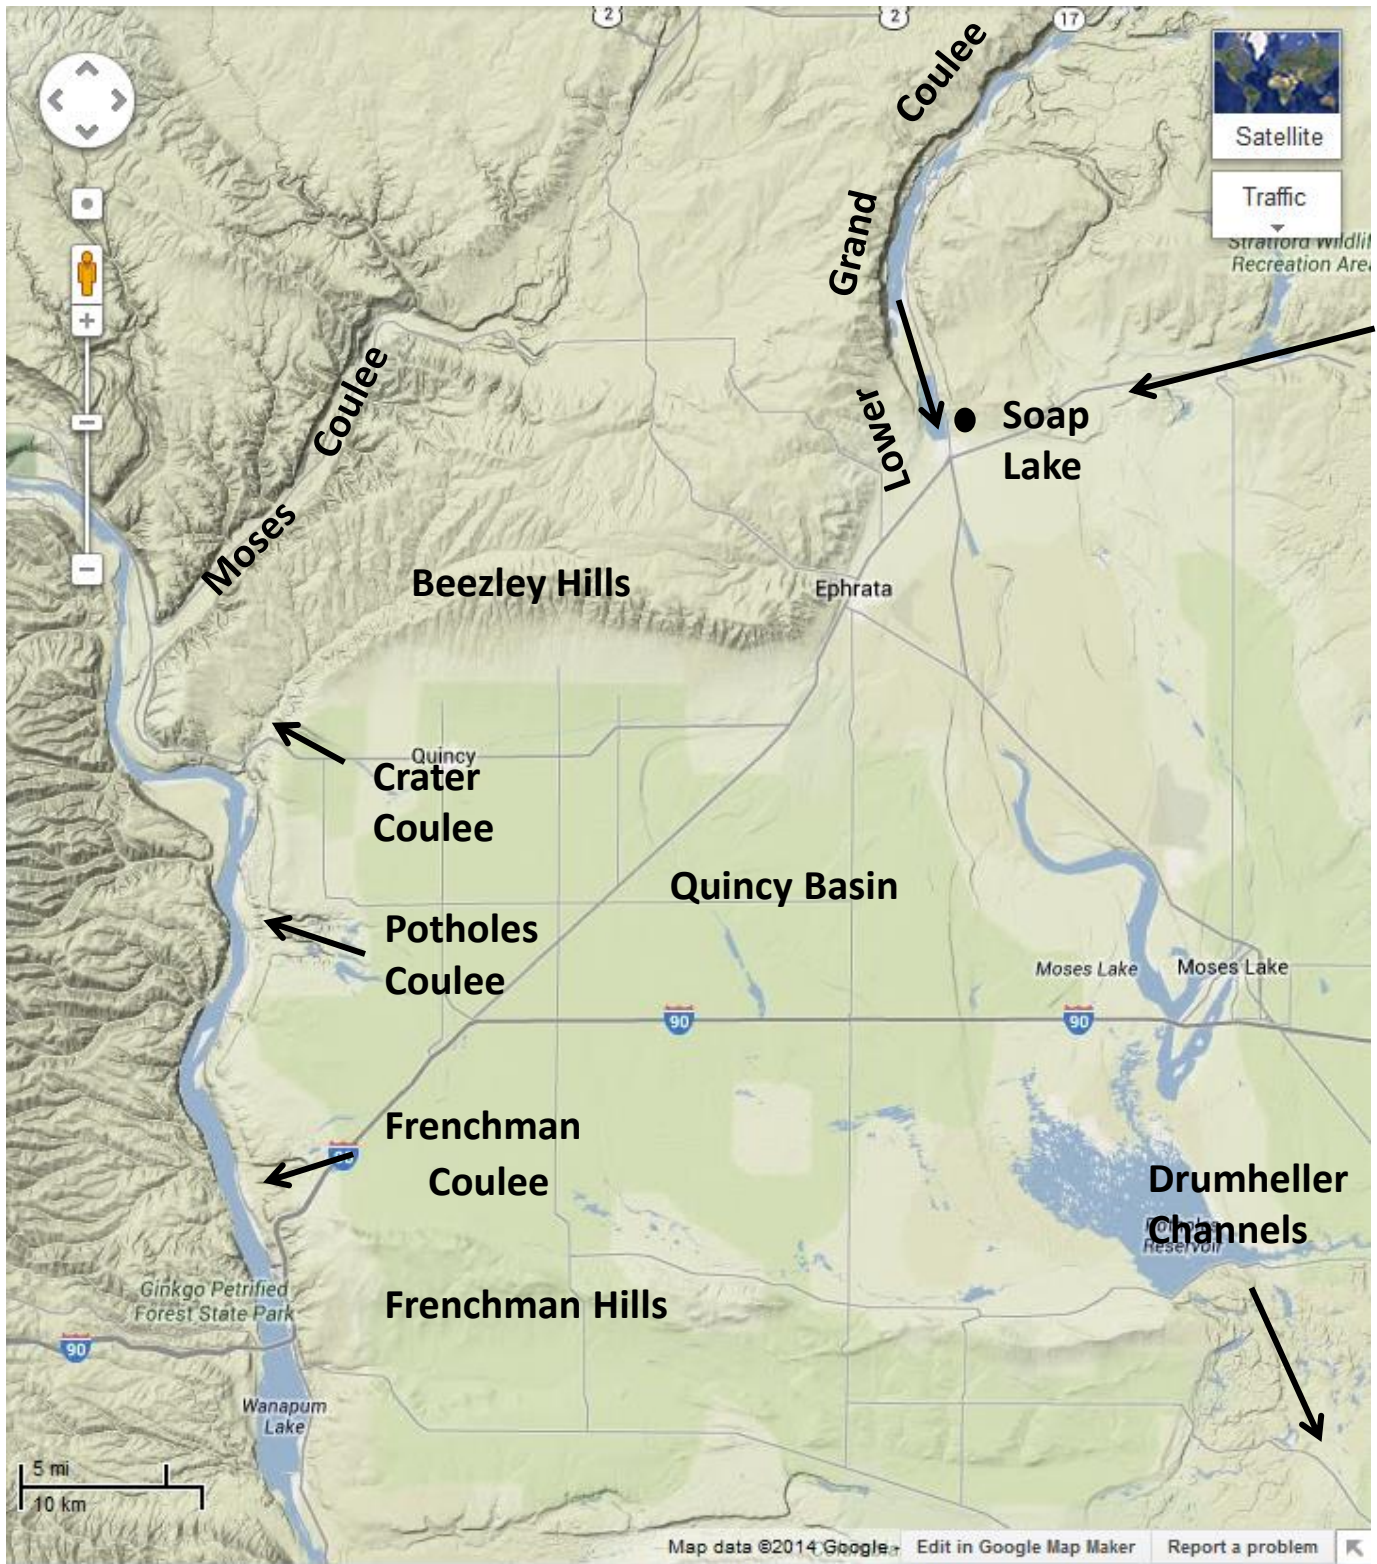 2
2
17
Coulee
Satellite
Traffic
Grand
Stratford Wildlif
Recreation Area
Coulee
Lower
Soap
Lake
Moses
Beezley Hills
Ephrata
Quincy
Crater
Coulee
Quincy Basin
Potholes
Coulee
Moses Lake
Moses Lake
90
90
Frenchman
Coulee
90
Drumheller
Channels
Potholes
Reservoir
Ginkgo Petrified
Forest State Park
Frenchman Hills
90
Wanapum
Lake
5 mi
10 km
Map data ©2014 Google
Edit in Google Map Maker
Report a problem